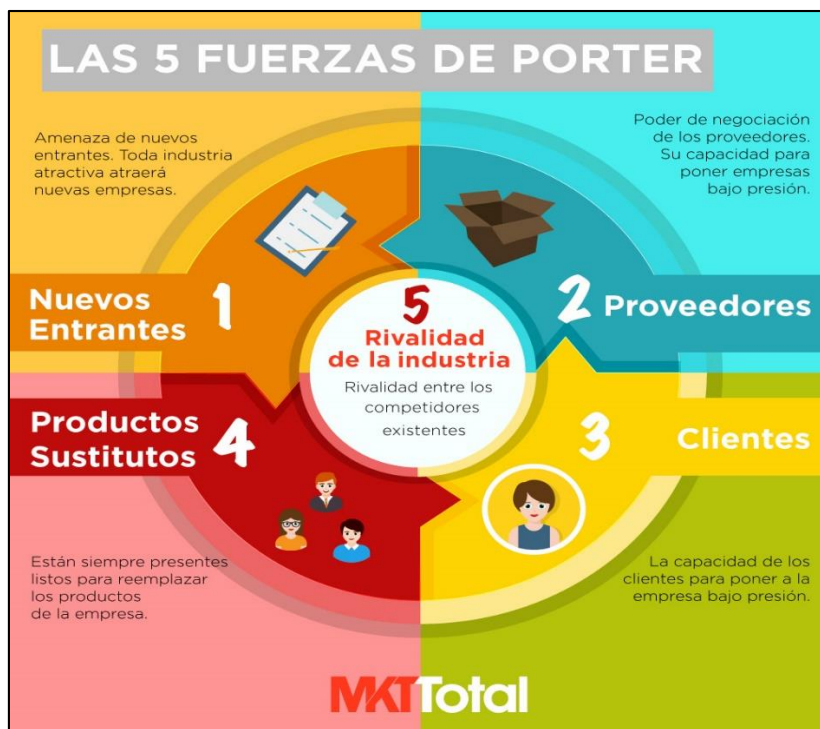 LAS 5 FUERZAS DE PORTER
Amenaza de nuevos
entrantes. Toda industria
atractiva atraerá
nuevas empresas.
Poder de negociación
de los proveedores.
Su capacidad para
poner empresas
bajo presión.
Nuevos
Entrantes
1
2
Proveedores
5
Rivalidad
de la industria
Rivalidad entre los
competidores
existentes
Productos
Sustitutos
4
3
Clientes
Están siempre presentes
listos para reemplazar
los productos
de la empresa.
La capacidad de los
clientes para poner a la
empresa bajo presión.
MKTTotal